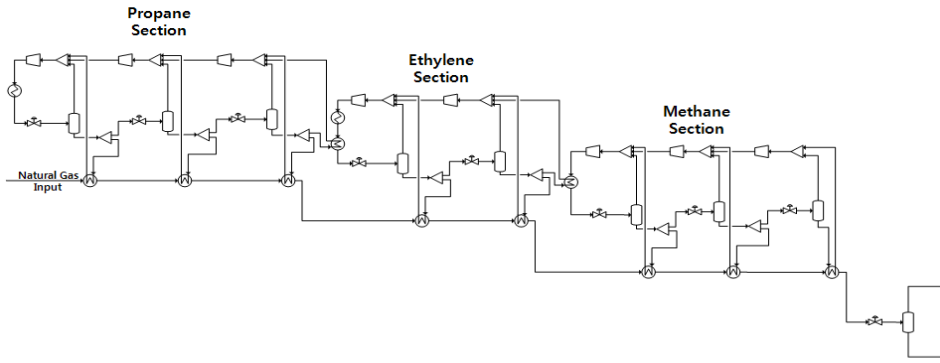 Propane
Section
Ethylene
Section
Methane
Section
Natural Gas
Input